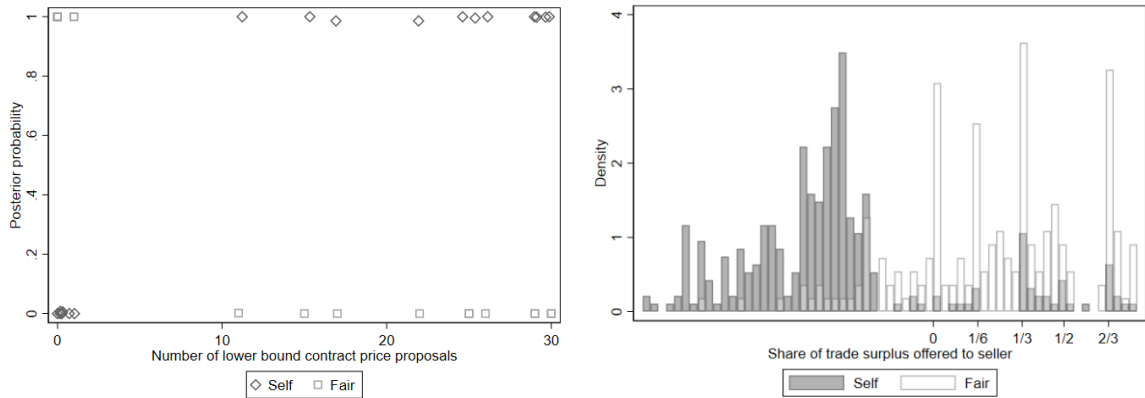 Posterior probability
1
.8
.6
.4
.2
0
0 10 20 30
Number of lower bound contract price proposals
Self Fair
Density
4
3
2
1
0
0 1/6 1/3 1/2 2/3
Share of trade surplus offered to seller
Self Fair